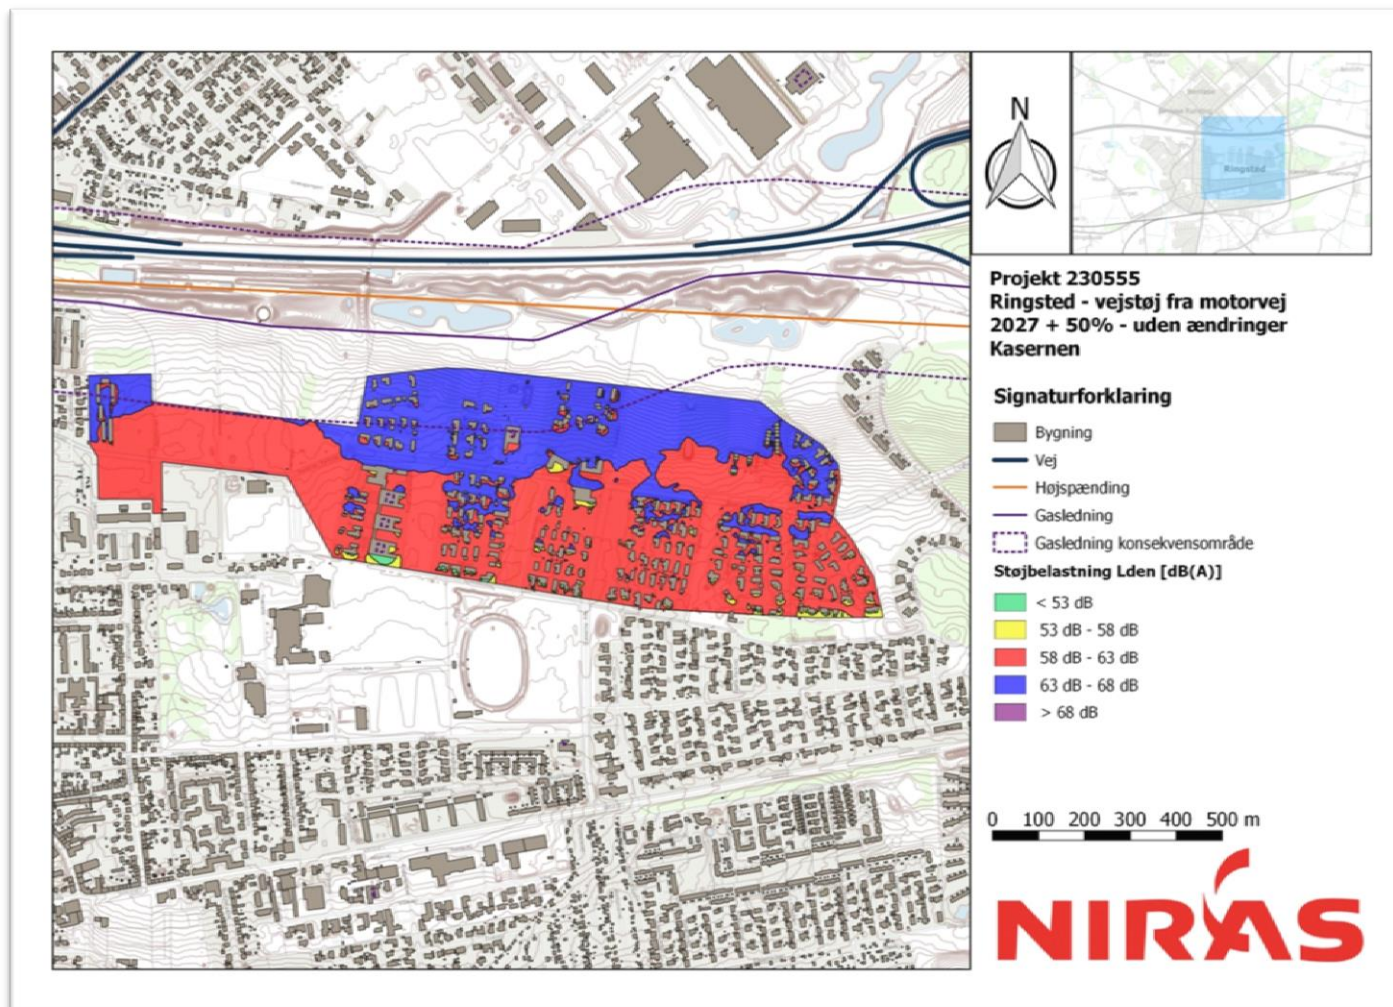 N
Ringsted
Projekt 230555
Ringsted - vejstøj fra motorvej
2027 + 50% - uden ændringer
Kasernen
Signaturforklaring
Bygning
Vej
Højspænding
Gasledning
Gasledning konsekvensområde
Støjbelastning Lden [dB(A)]
< 53 dB
53 dB - 58 dB
58 dB - 63 dB
63 dB - 68 dB
> 68 dB
0 100 200 300 400 500 m
NIRAS